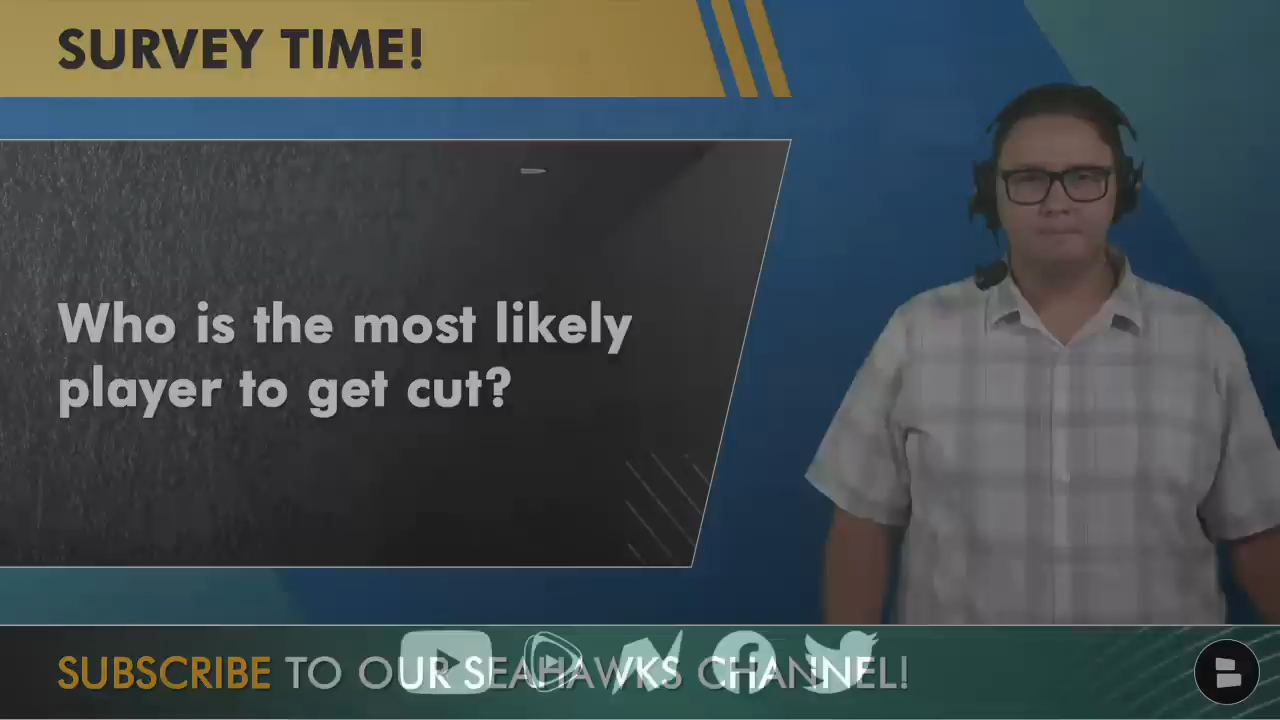 SURVEY TIME!
Who is the most likely
player to get cut?
SUBSCRIBE TO OUR SEAHAWKS CHANNEL!